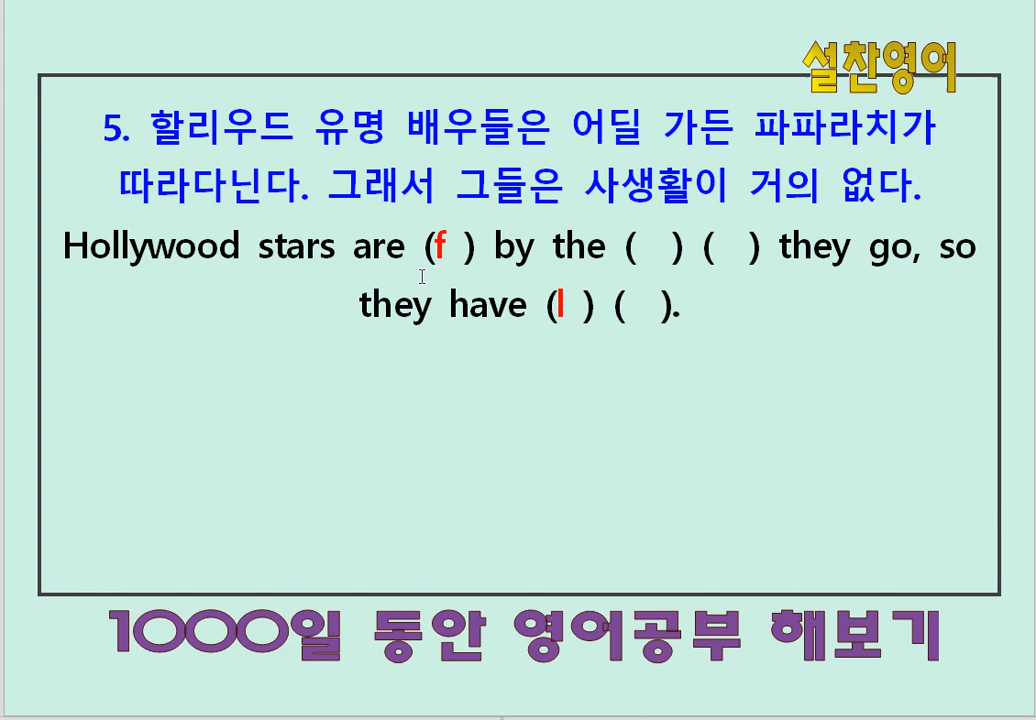 설찬영어
5. 할리우드 유명 배우들은 어딜 가든 파파라치가
따라다닌다. 그래서 그들은 사생활이 거의 없다.
Hollywood stars are (f ) by the (  ) (  ) they go, so
they have (l ) (  ).
1000일 동안 영어공부 해보기